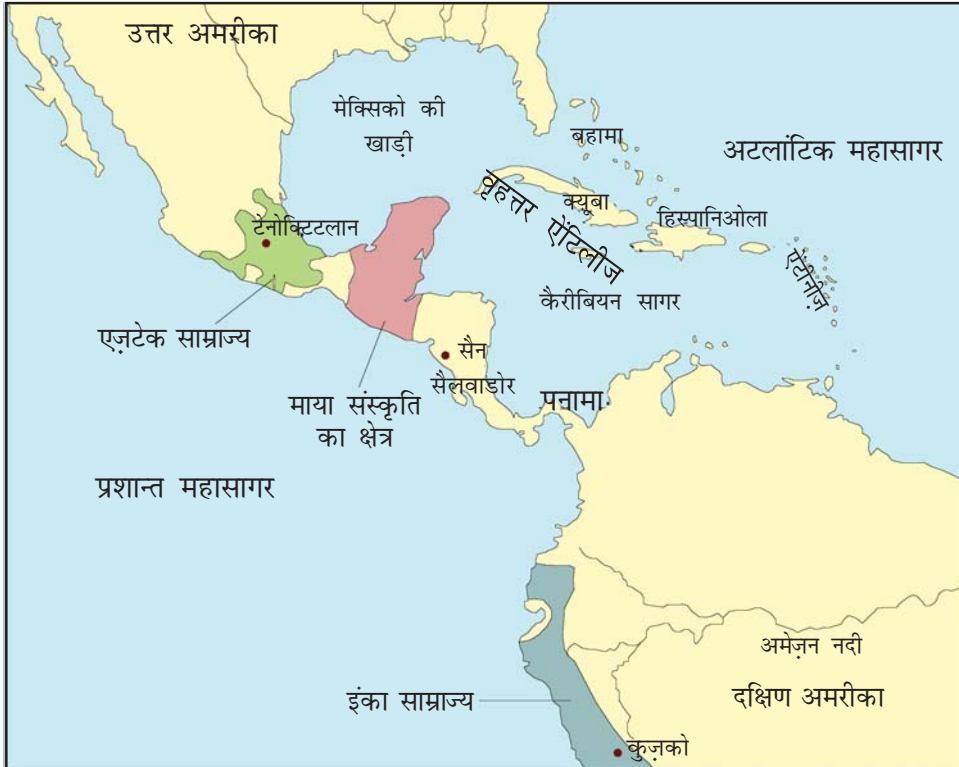 उत्तर अमरीका
मेक्सिको की
खाड़ी
बहामा
अटलांटिक महासागर
वृहत्तर ऐंटिलीज
क्यूबा
हिस्पानिओला
टेनोक्टिटलान
ऐंटीनीज़
कैरीबियन सागर
एज़टेक साम्राज्य
सैन
सैलवाडोर
माया संस्कृति
का क्षेत्र
पनामा
प्रशान्त महासागर
अमेज़न नदी
इंका साम्राज्य
दक्षिण अमरीका
कुज़को